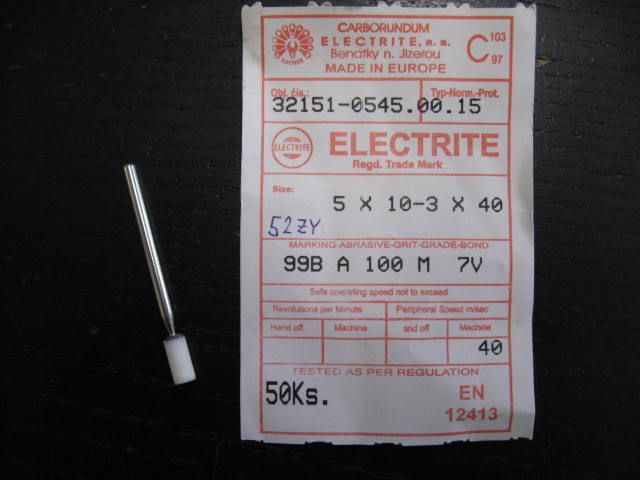 CARBORUNDUM
ELECTRITE, a. s.
Benátky n. Jizerou
MADE IN EUROPE
ELECTRITE
C 103
97
Obj. čis.: Typ-Norm.-Prot.
32151-0545.00.15
ELECTRITE
ELECTRITE
Regd. Trade Mark
Size:
5 X 10-3 X 40
52ZY
MARKING-ABRASIVE-GRIT-GRADE-BOND
99B A 100 M 7V
Safe operating speed not to exceed
Revolutions per Minute Peripheral Speed m/sec
Hand off Machine and off Machine
40
TESTED AS PER REGULATION
50Ks.
EN
12413